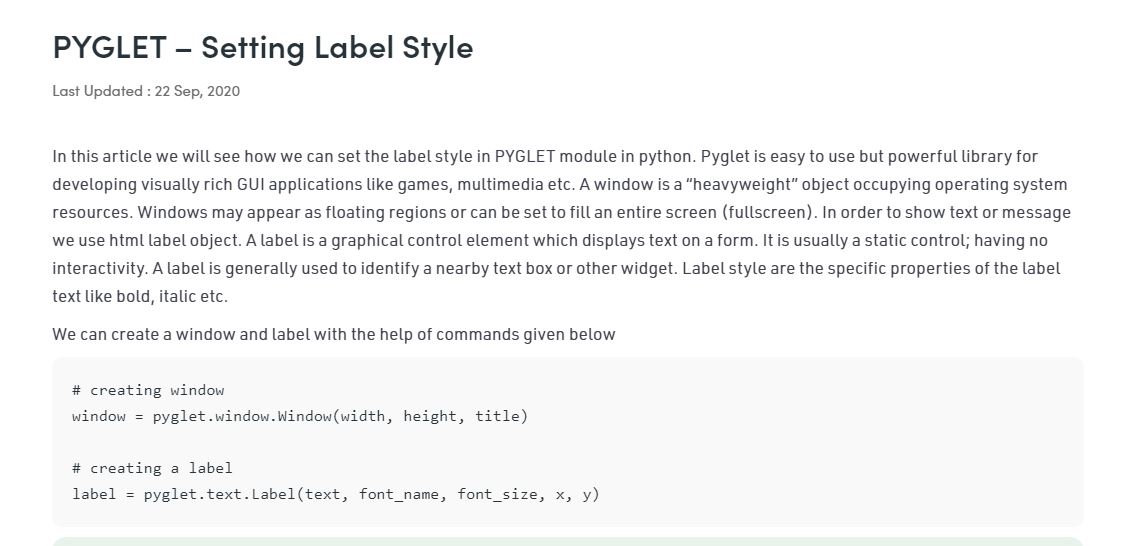 PYGLET – Setting Label Style
Last Updated : 22 Sep, 2020
In this article we will see how we can set the label style in PYGLET module in python. Pyglet is easy to use but powerful library for
developing visually rich GUI applications like games, multimedia etc. A window is a “heavyweight” object occupying operating system
resources. Windows may appear as floating regions or can be set to fill an entire screen (fullscreen). In order to show text or message
we use html label object. A label is a graphical control element which displays text on a form. It is usually a static control; having no
interactivity. A label is generally used to identify a nearby text box or other widget. Label style are the specific properties of the label
text like bold, italic etc.
We can create a window and label with the help of commands given below
# creating window
window = pyglet.window.Window(width, height, title)
# creating a label
label = pyglet.text.Label(text, font_name, font_size, x, y)